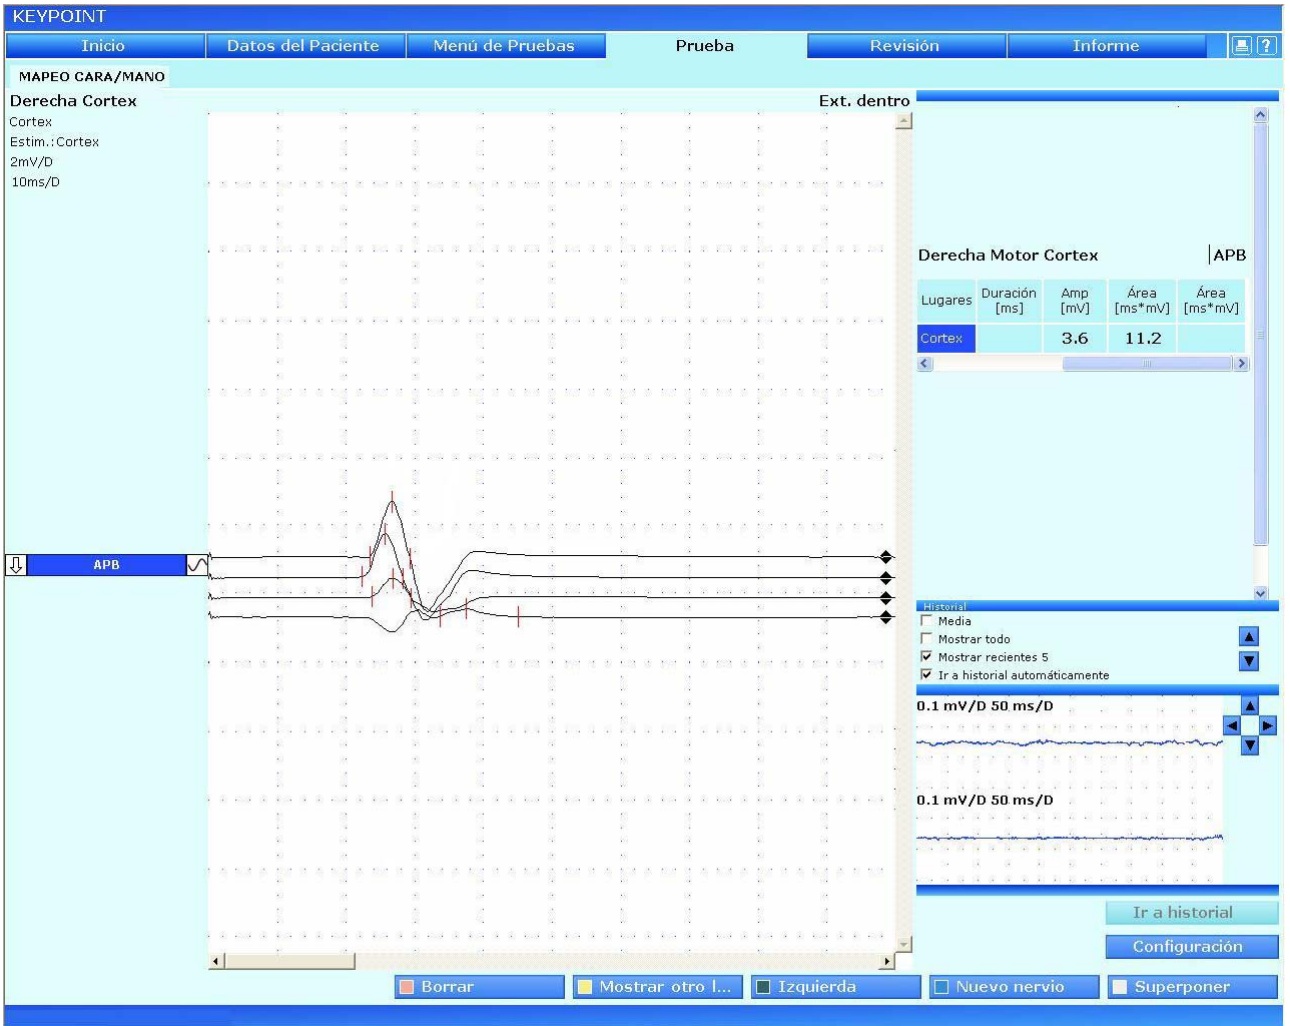 KEYPOINT
Inicio
Datos del Paciente
Menú de Pruebas
Prueba
Revisión
Informe
?
MAPEO CARA/MANO
Derecha Cortex
Ext. dentro
Cortex
Estim.:Cortex
2mV/D
10ms/D
Derecha Motor Cortex
APB
Lugares
Duración [ms]
Amp [mV]
Área [ms*mV]
Área [ms*mV]
Cortex
3.6
11.2
APB
Historial
Media
Mostrar todo
Mostrar recientes 5
Ir a historial automáticamente
0.1 mV/D 50 ms/D
0.1 mV/D 50 ms/D
Ir a historial
Configuración
Borrar
Mostrar otro l...
Izquierda
Nuevo nervio
Superponer